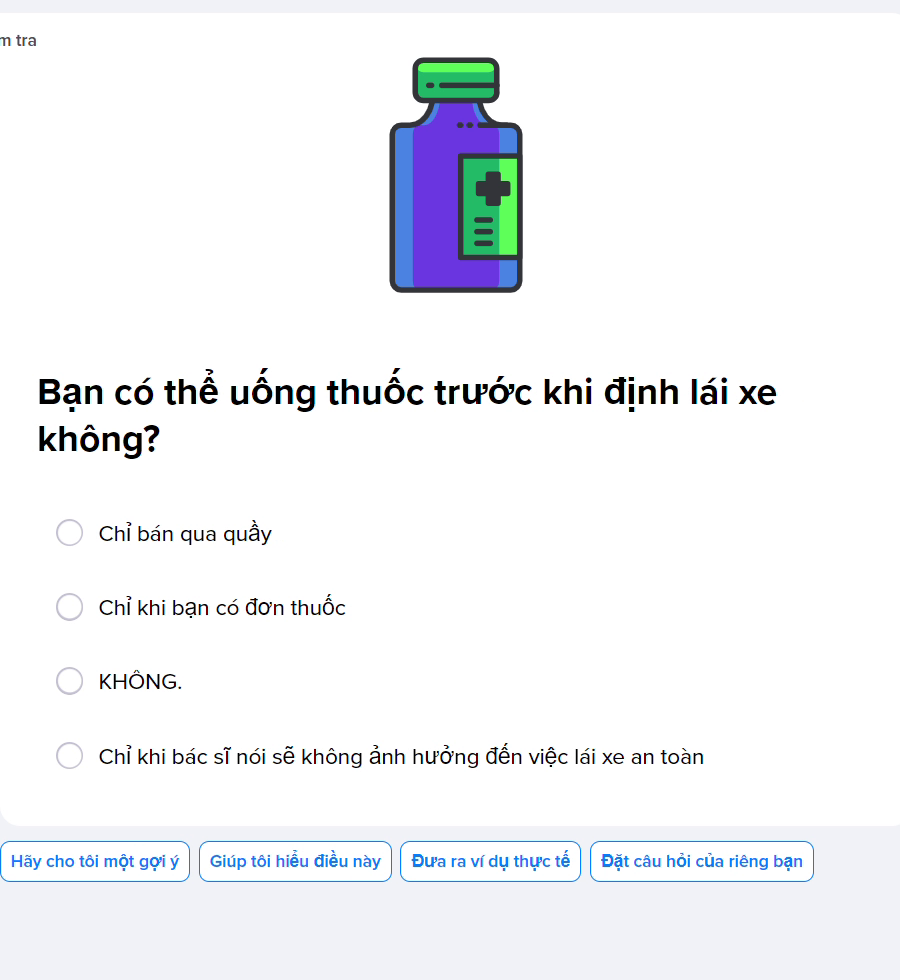 m tra
Bạn có thể uống thuốc trước khi định lái xe
không?
Chỉ bán qua quầy
Chỉ khi bạn có đơn thuốc
KHÔNG.
Chỉ khi bác sĩ nói sẽ không ảnh hưởng đến việc lái xe an toàn
Hãy cho tôi một gợi ý
Giúp tôi hiểu điều này
Đưa ra ví dụ thực tế
Đặt câu hỏi của riêng bạn